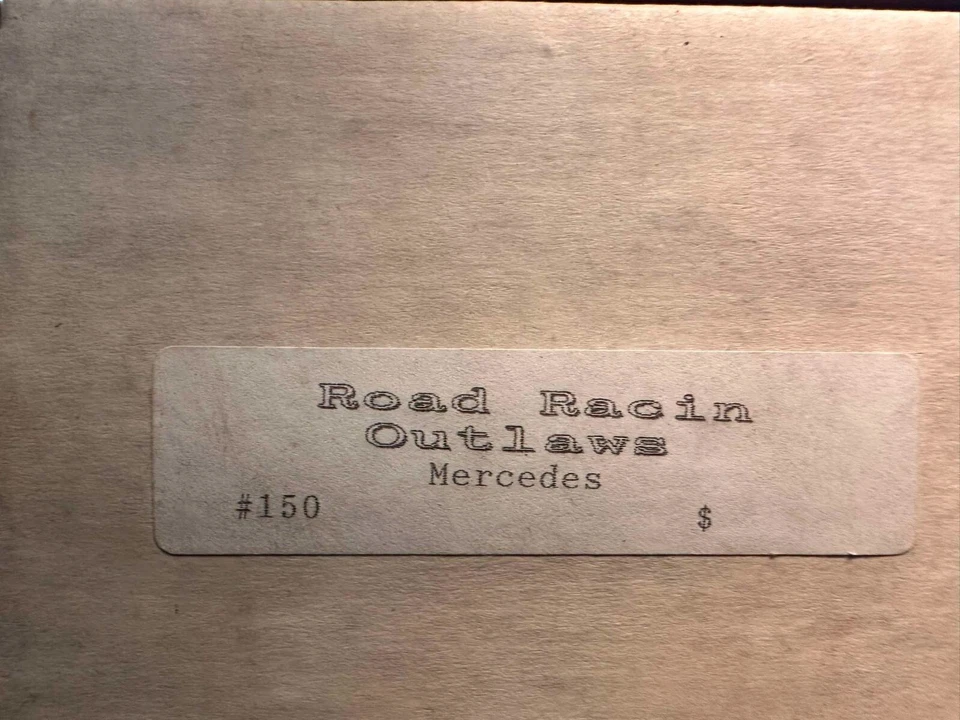 Road Racin
Outlaws
Mercedes
#150 $